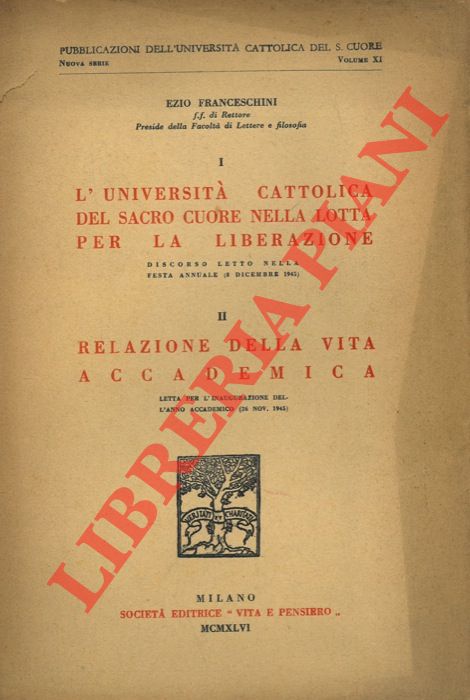 PUBBLICAZIONI DELL'UNIVERSITÀ CATTOLICA DEL S. CUORE
NUOVA SERIE VOLUME XI
EZIO FRANCESCHINI
f.f. di Rettore
Preside della Facoltà di Lettere e filosofia
I
L'UNIVERSITÀ CATTOLICA
DEL SACRO CUORE NELLA LOTTA
PER LA LIBERAZIONE
DISCORSO LETTO NELLA
FESTA ANNUALE (8 DICEMBRE 1945)
II
RELAZIONE DELLA VITA
ACCADEMICA
LETTA PER L'INAUGURAZIONE DEL-
L'ANNO ACCADEMICO (26 NOV. 1945)
VERITATI ET CHARITATI
MILANO
SOCIETÀ EDITRICE "VITA E PENSIERO„
MCMXLVI
LIBRERIA PIANI